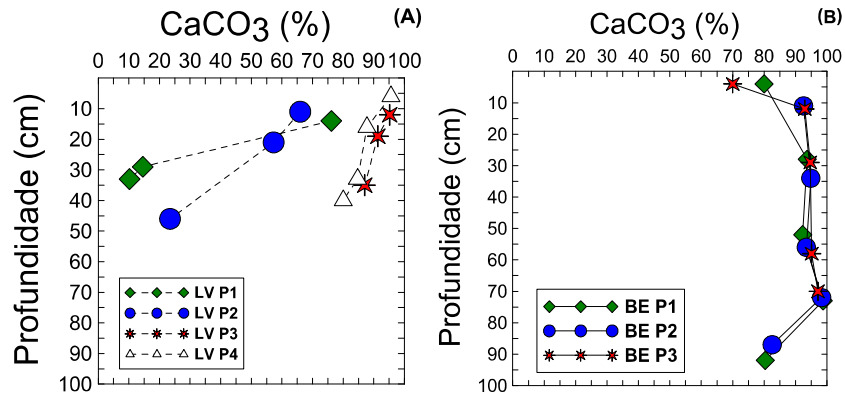 CaCO3 (%) (A)
0 10 20 30 40 50 60 70 80 90 100
Profundidade (cm)
10
20
30
40
50
60
70
80
90
100
LV P1
LV P2
LV P3
LV P4
CaCO3 (%) (B)
0 10 20 30 40 50 60 70 80 90 100
Profundidade (cm)
10
20
30
40
50
60
70
80
90
100
BE P1
BE P2
BE P3